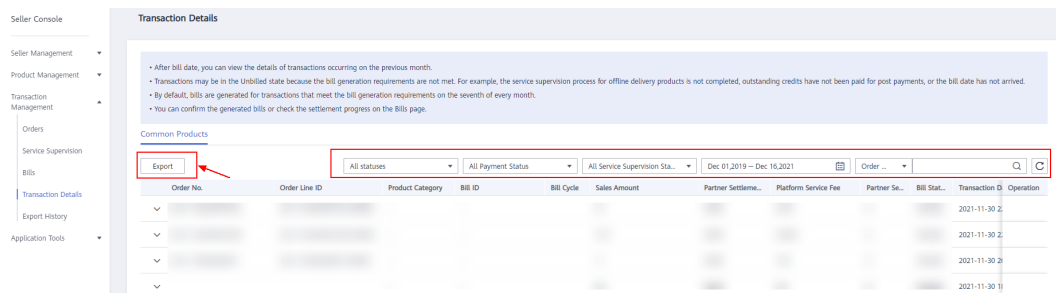 Seller Console
Transaction Details
Seller Management
Product Management
Transaction
Management
Orders
Service Supervision
Bills
Transaction Details
Export History
Application Tools
• After bill date, you can view the details of transactions occurring on the previous month.
• Transactions may be in the Unbilled state because the bill generation requirements are not met. For example, the service supervision process for offline delivery products is not completed, outstanding credits have not been paid for post payments, or the bill date has not arrived.
• By default, bills are generated for transactions that meet the bill generation requirements on the seventh of every month.
• You can confirm the generated bills or check the settlement progress on the Bills page.
Common Products
Export All statuses All Payment Status All Service Supervision Sta... Dec 01,2019 — Dec 16,2021 Order ...
Order No. Order Line ID Product Category Bill ID Bill Cycle Sales Amount Partner Settleme... Platform Service Fee Partner Se... Bill Stat... Transaction D Operation
2021-11-30 2
2021-11-30 2
2021-11-30 20
2021-11-30 18